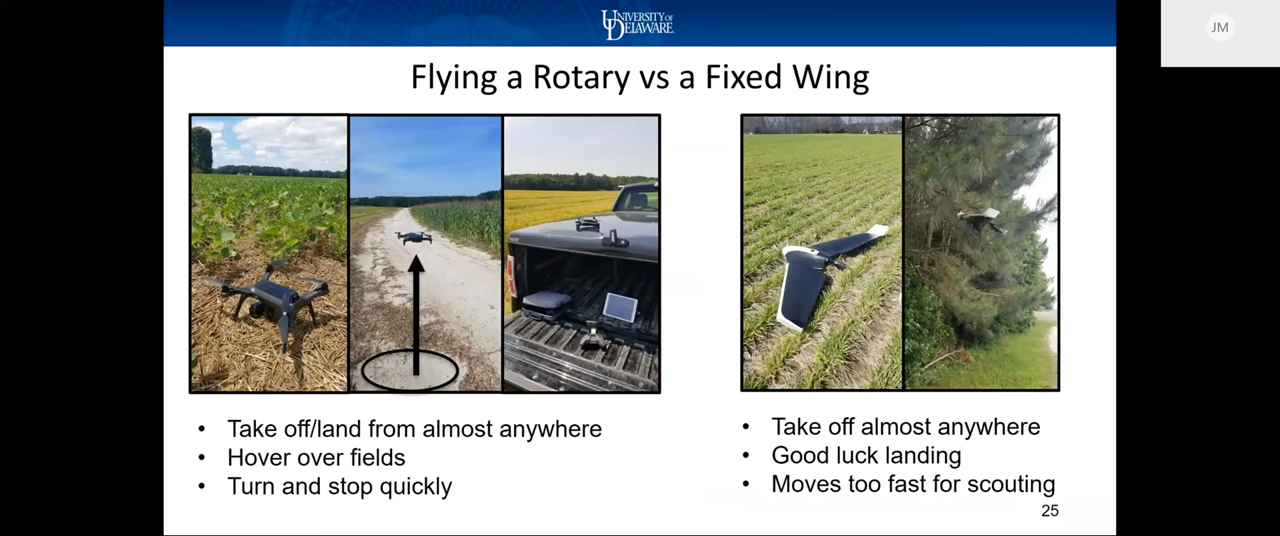 UNIVERSITY OF
DELAWARE
JM
Flying a Rotary vs a Fixed Wing
• Take off/land from almost anywhere
• Hover over fields
• Turn and stop quickly
• Take off almost anywhere
• Good luck landing
• Moves too fast for scouting
25